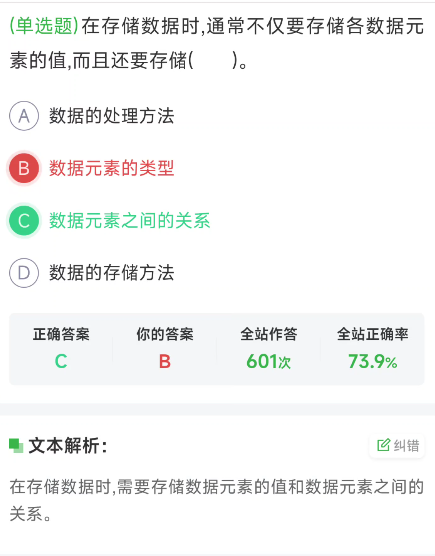 (单选题)在存储数据时,通常不仅要存储各数据元
素的值,而且还要存储(  )。
A 数据的处理方法
B 数据元素的类型
C 数据元素之间的关系
D 数据的存储方法
正确答案 你的答案 全站作答 全站正确率
C B 601次 73.9%
文本解析: 纠错
在存储数据时,需要存储数据元素的值和数据元素之间的
关系。